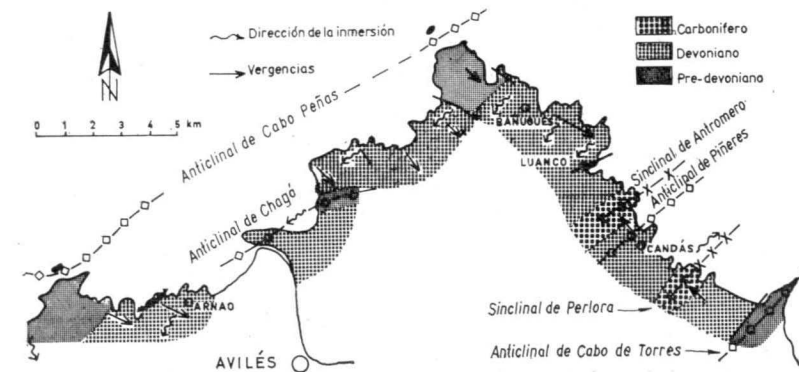 Dirección de la inmersión
Vergencias
N
0 1 2 3 4 5 km
Carbonífero
Devoniano
Pre-devoniano
Anticlinal de Cabo Peñas
Anticlinal de Chagó
BAÑUGUES
LUANCO
Sinclinal de Antromero
Anticlinal de Piñeres
CANDÁS
ARNAO
AVILÉS
Sinclinal de Perlora
Anticlinal de Cabo de Torres